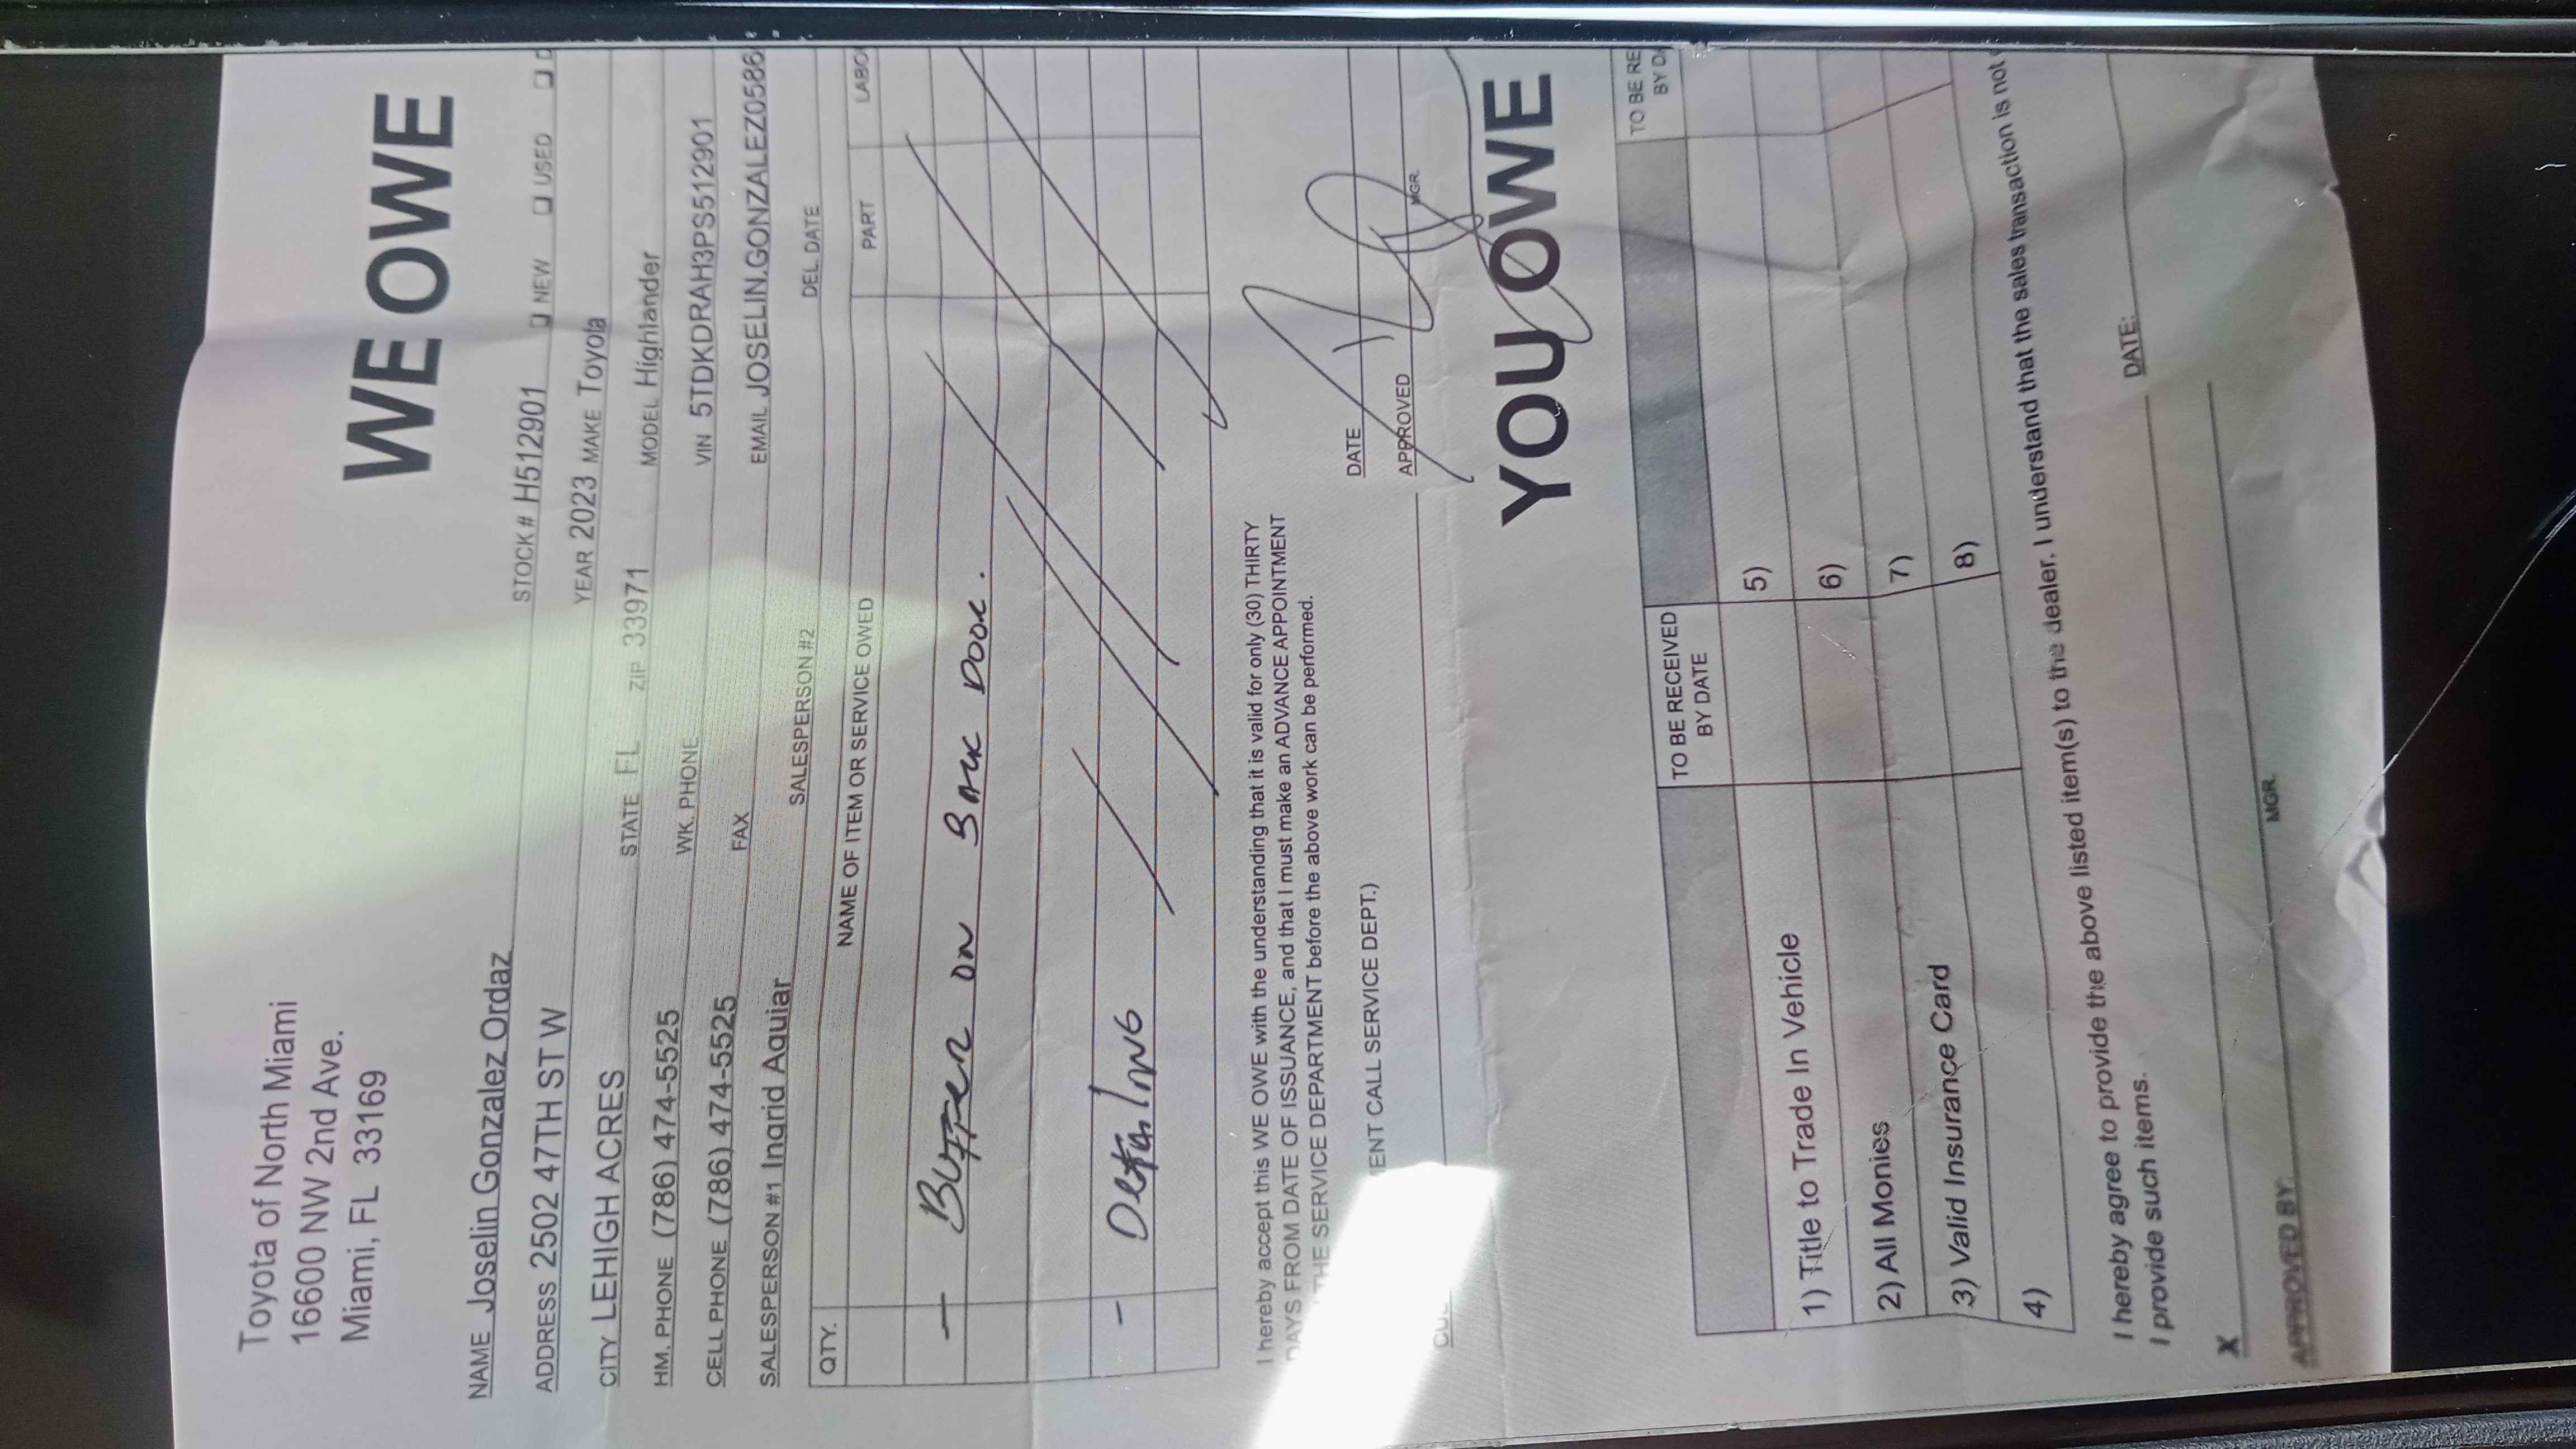 Toyota of North Miami
16600 NW 2nd Ave.
Miami, FL 33169
WE OWE
NAME Joselin Gonzalez Ordaz STOCK # H512901 NEW USED
ADDRESS 2502 47TH ST W YEAR 2023 MAKE Toyota
CITY LEHIGH ACRES STATE FL ZIP 33971 MODEL Highlander
HM. PHONE (786) 474-5525 WK. PHONE VIN 5TDKDRAH3PS512901
CELL PHONE (786) 474-5525 FAX EMAIL JOSELIN.GONZALEZ0586
SALESPERSON #1 Ingrid Aquiar SALESPERSON #2 DEL. DATE
QTY. NAME OF ITEM OR SERVICE OWED PART LABO
- Buffer on Back Door.
- Detailing
I hereby accept this WE OWE with the understanding that it is valid for only (30) THIRTY
DAYS FROM DATE OF ISSUANCE, and that I must make an ADVANCE APPOINTMENT
THE SERVICE DEPARTMENT before the above work can be performed.
ENT CALL SERVICE DEPT.) DATE
APPROVED MGR.
YOU OWE
TO BE RECEIVED BY DATE TO BE RE BY DA
1) Title to Trade In Vehicle 5)
2) All Monies 6)
3) Valid Insurance Card 7)
4) 8)
I hereby agree to provide the above listed item(s) to the dealer. I understand that the sales transaction is not
I provide such items.
X DATE:
APPROVED BY: MGR.